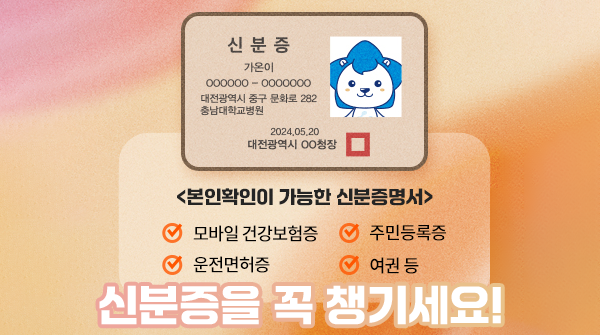 신분증
가온이
OOOOOO - OOOOOOO
대전광역시 중구 문화로 282
충남대학교병원
2024,05,20
대전광역시 OO청장
<본인확인이 가능한 신분증명서>
모바일 건강보험증
주민등록증
운전면허증
여권 등
신분증을 꼭 챙기세요!